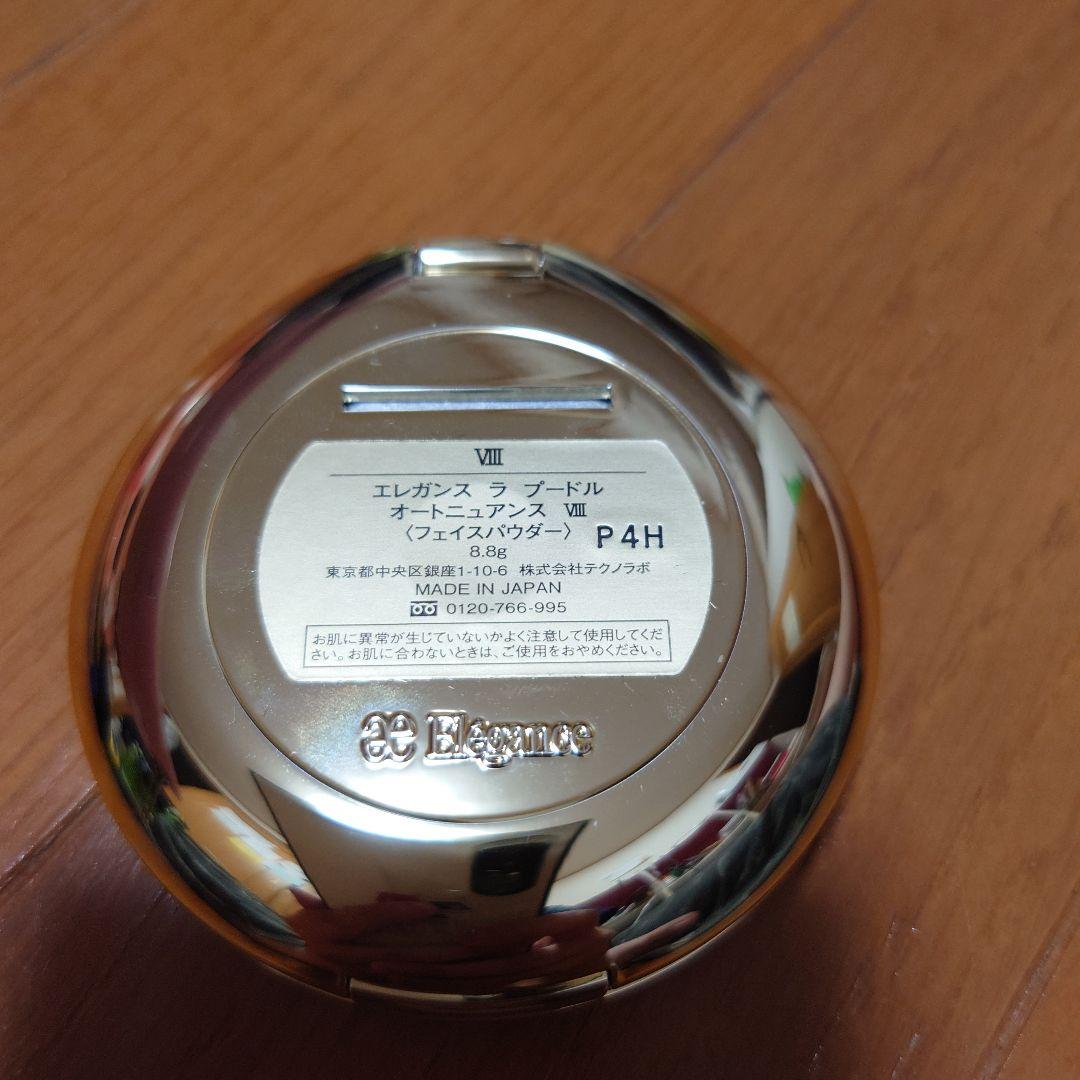 VIII
エレガンス ラ プードル
オートニュアンス VIII
〈フェイスパウダー〉 P4H
8.8g
東京都中央区銀座1-10-6 株式会社テクノラボ
MADE IN JAPAN
0120-766-995
お肌に異常が生じていないかよく注意して使用してくだ
さい。お肌に合わないときは、ご使用をおやめください。
æ Elégance